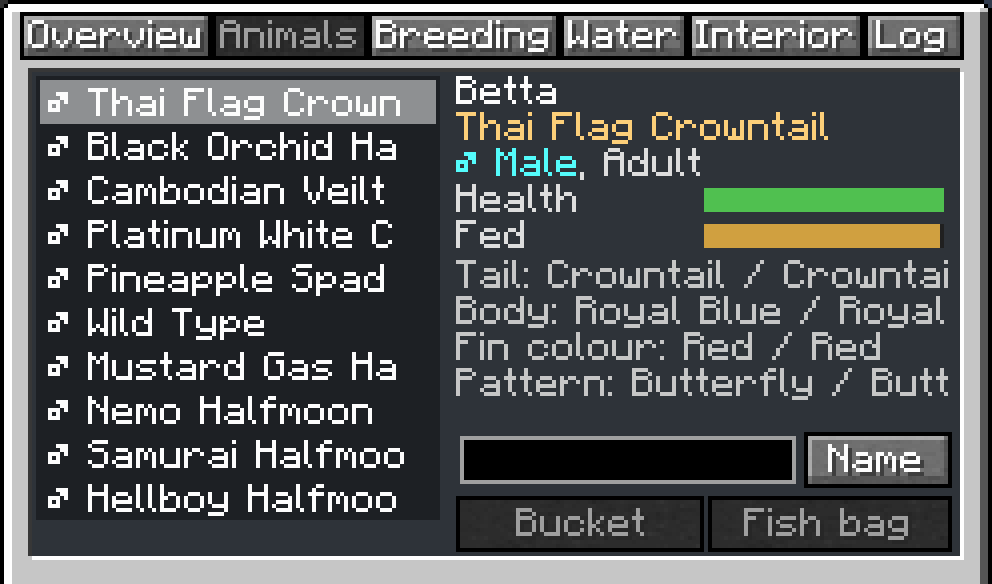 Overview Animals Breeding Water Interior Log
♂ Thai Flag Crown
♂ Black Orchid Ha
♂ Cambodian Veilt
♂ Platinum White C
♂ Pineapple Spad
♂ Wild Type
♂ Mustard Gas Ha
♂ Nemo Halfmoon
♂ Samurai Halfmoo
♂ Hellboy Halfmoo
Betta
Thai Flag Crowntail
♂ Male, Adult
Health
Fed
Tail: Crowntail / Crowntai
Body: Royal Blue / Royal
Fin colour: Red / Red
Pattern: Butterfly / Butt
Name
Bucket Fish bag